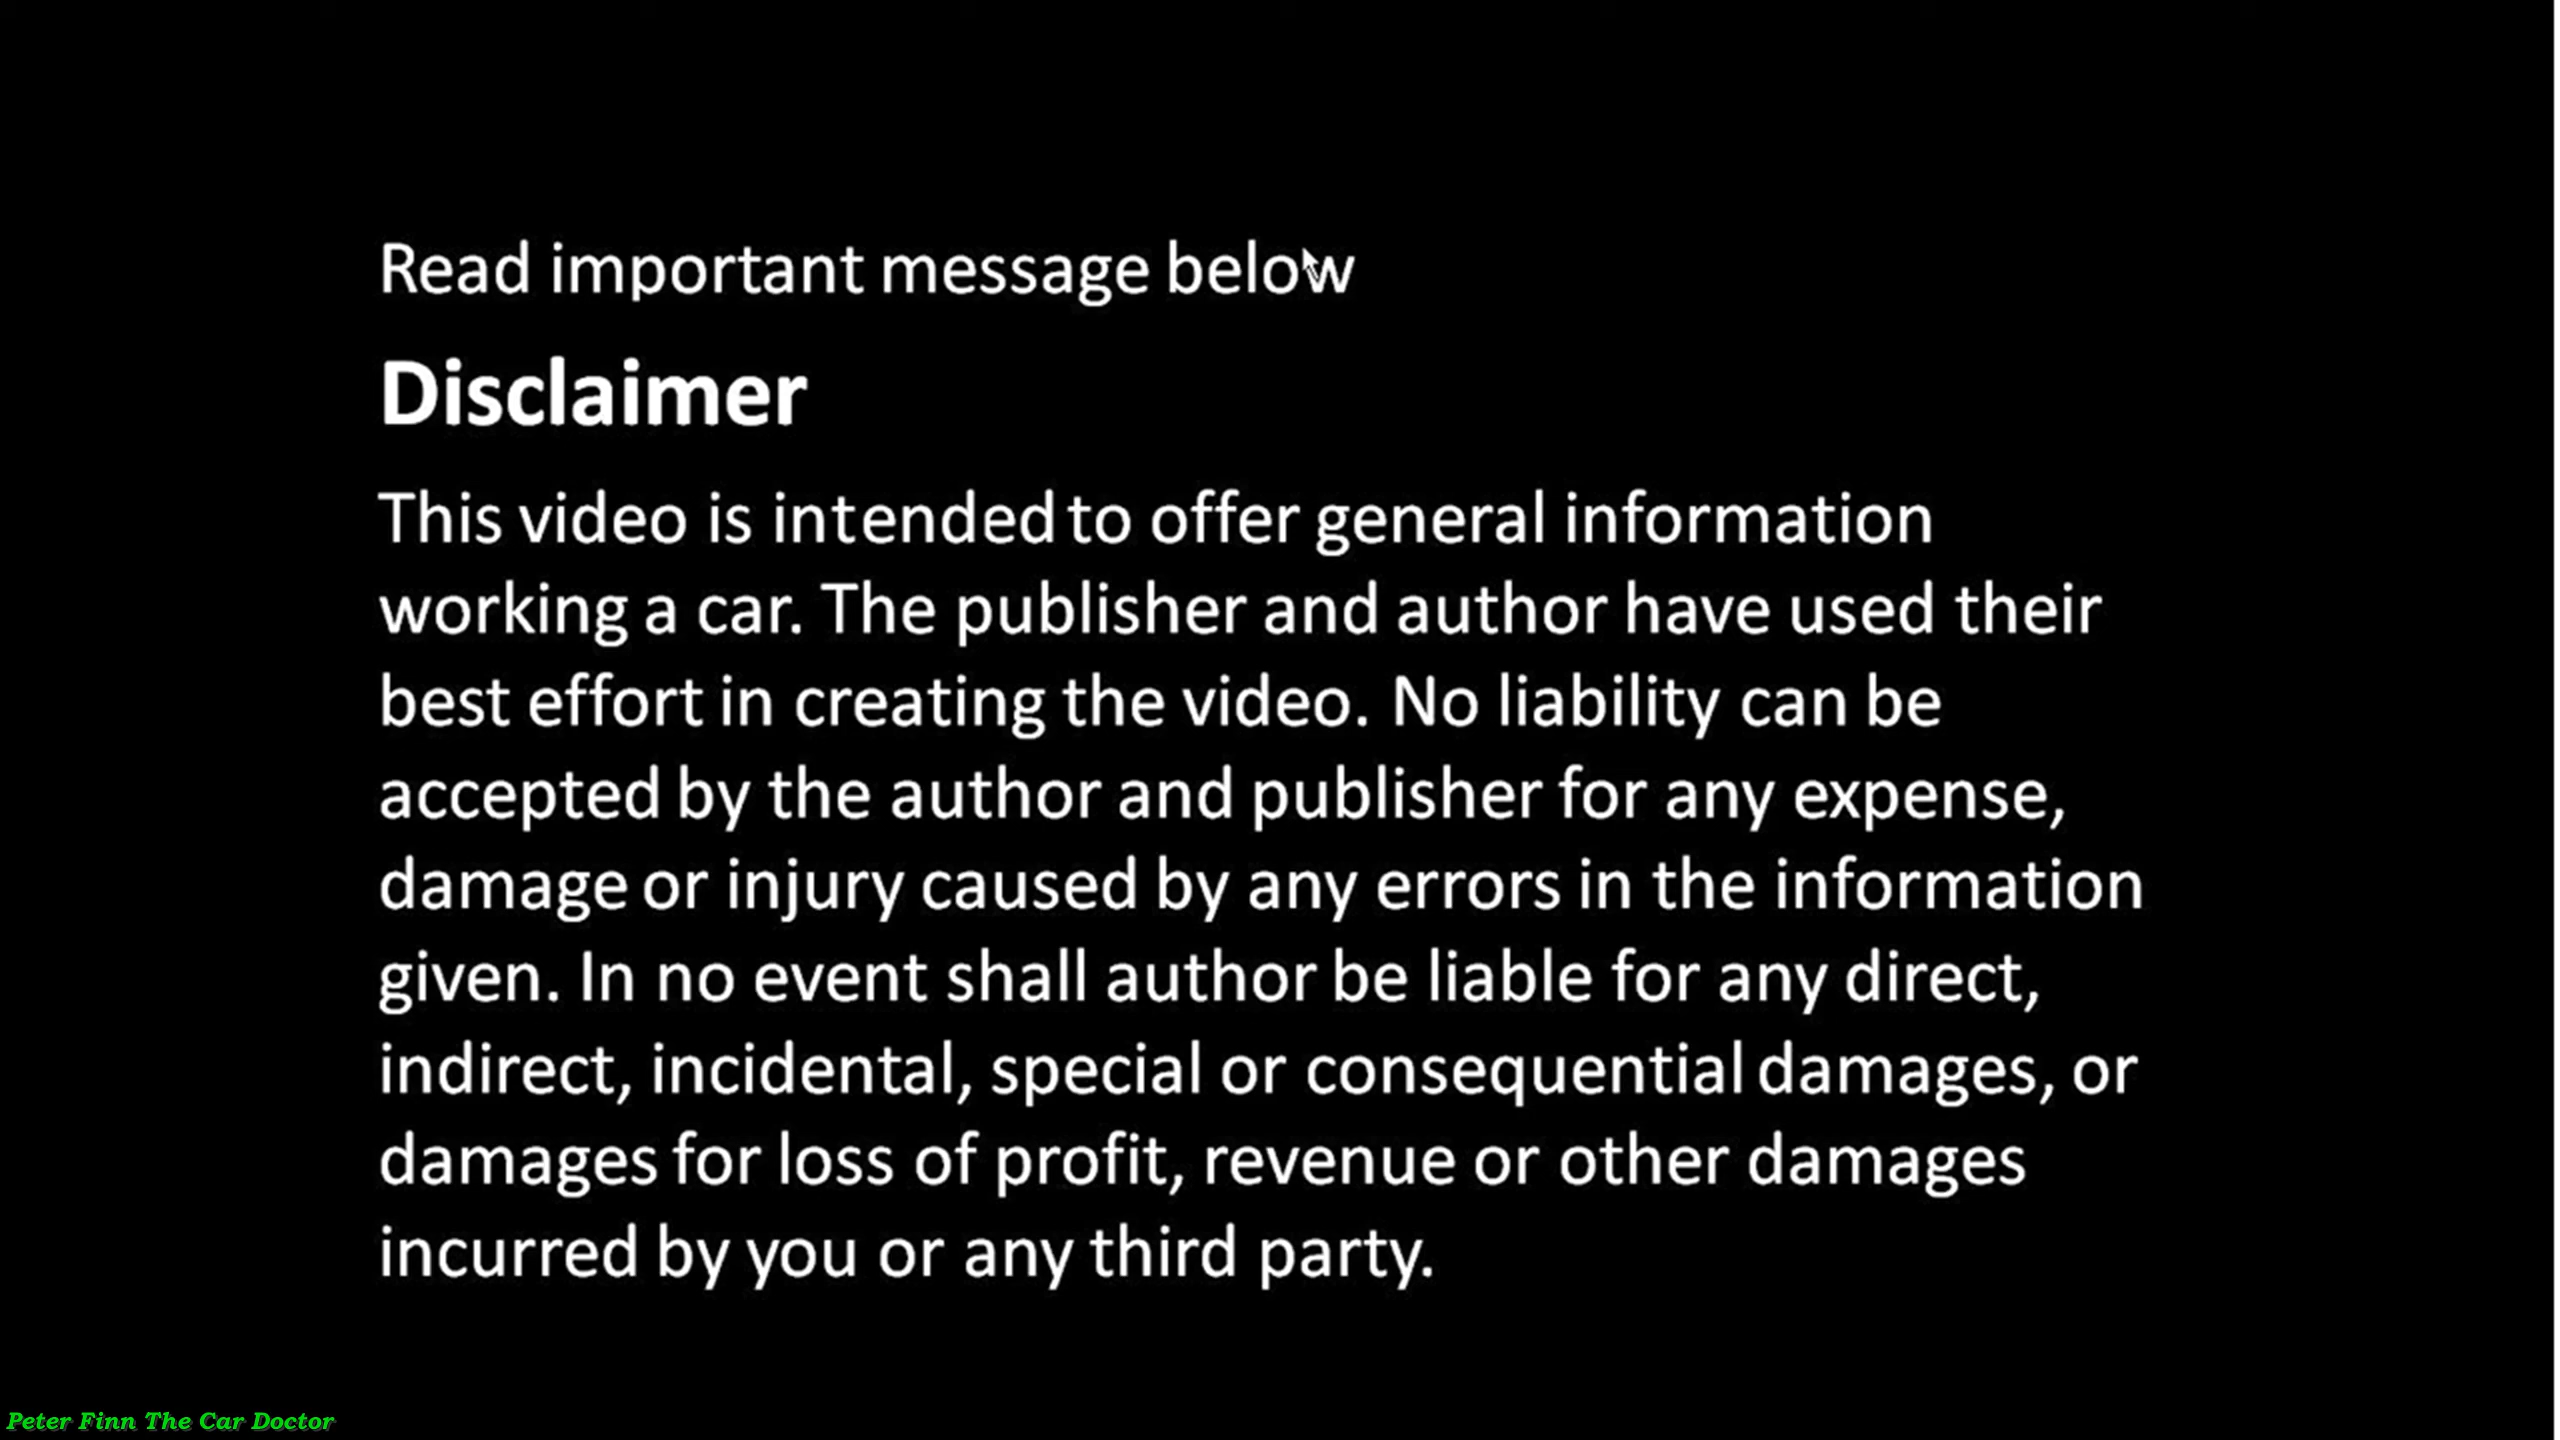 Read important message below
Disclaimer
This video is intended to offer general information
working a car. The publisher and author have used their
best effort in creating the video. No liability can be
accepted by the author and publisher for any expense,
damage or injury caused by any errors in the information
given. In no event shall author be liable for any direct,
indirect, incidental, special or consequential damages, or
damages for loss of profit, revenue or other damages
incurred by you or any third party.
Peter Finn The Car Doctor